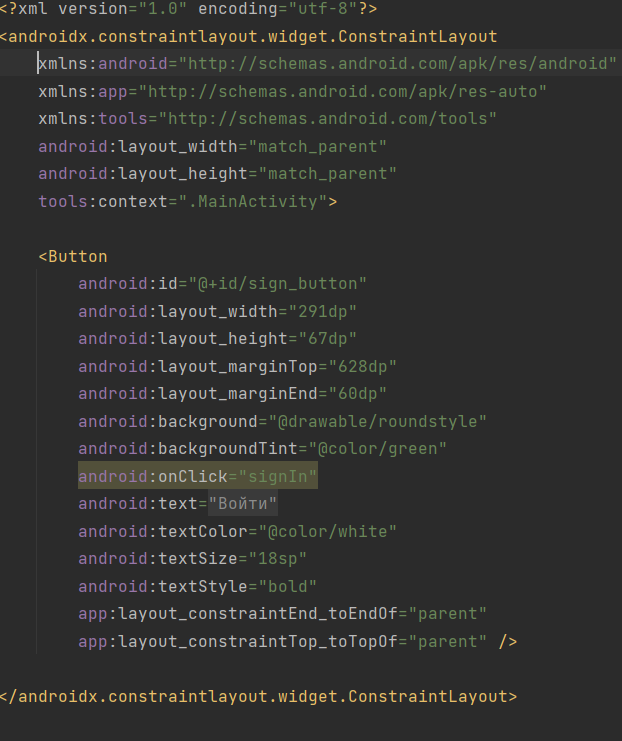 <?xml version="1.0" encoding="utf-8"?>
<androidx.constraintlayout.widget.ConstraintLayout
xmlns:android="http://schemas.android.com/apk/res/android"
xmlns:app="http://schemas.android.com/apk/res-auto"
xmlns:tools="http://schemas.android.com/tools"
android:layout_width="match_parent"
android:layout_height="match_parent"
tools:context=".MainActivity">
<Button
android:id="@+id/sign_button"
android:layout_width="291dp"
android:layout_height="67dp"
android:layout_marginTop="628dp"
android:layout_marginEnd="60dp"
android:background="@drawable/roundstyle"
android:backgroundTint="@color/green"
android:onClick="signIn"
android:text="Войти"
android:textColor="@color/white"
android:textSize="18sp"
android:textStyle="bold"
app:layout_constraintEnd_toEndOf="parent"
app:layout_constraintTop_toTopOf="parent" />
</androidx.constraintlayout.widget.ConstraintLayout>